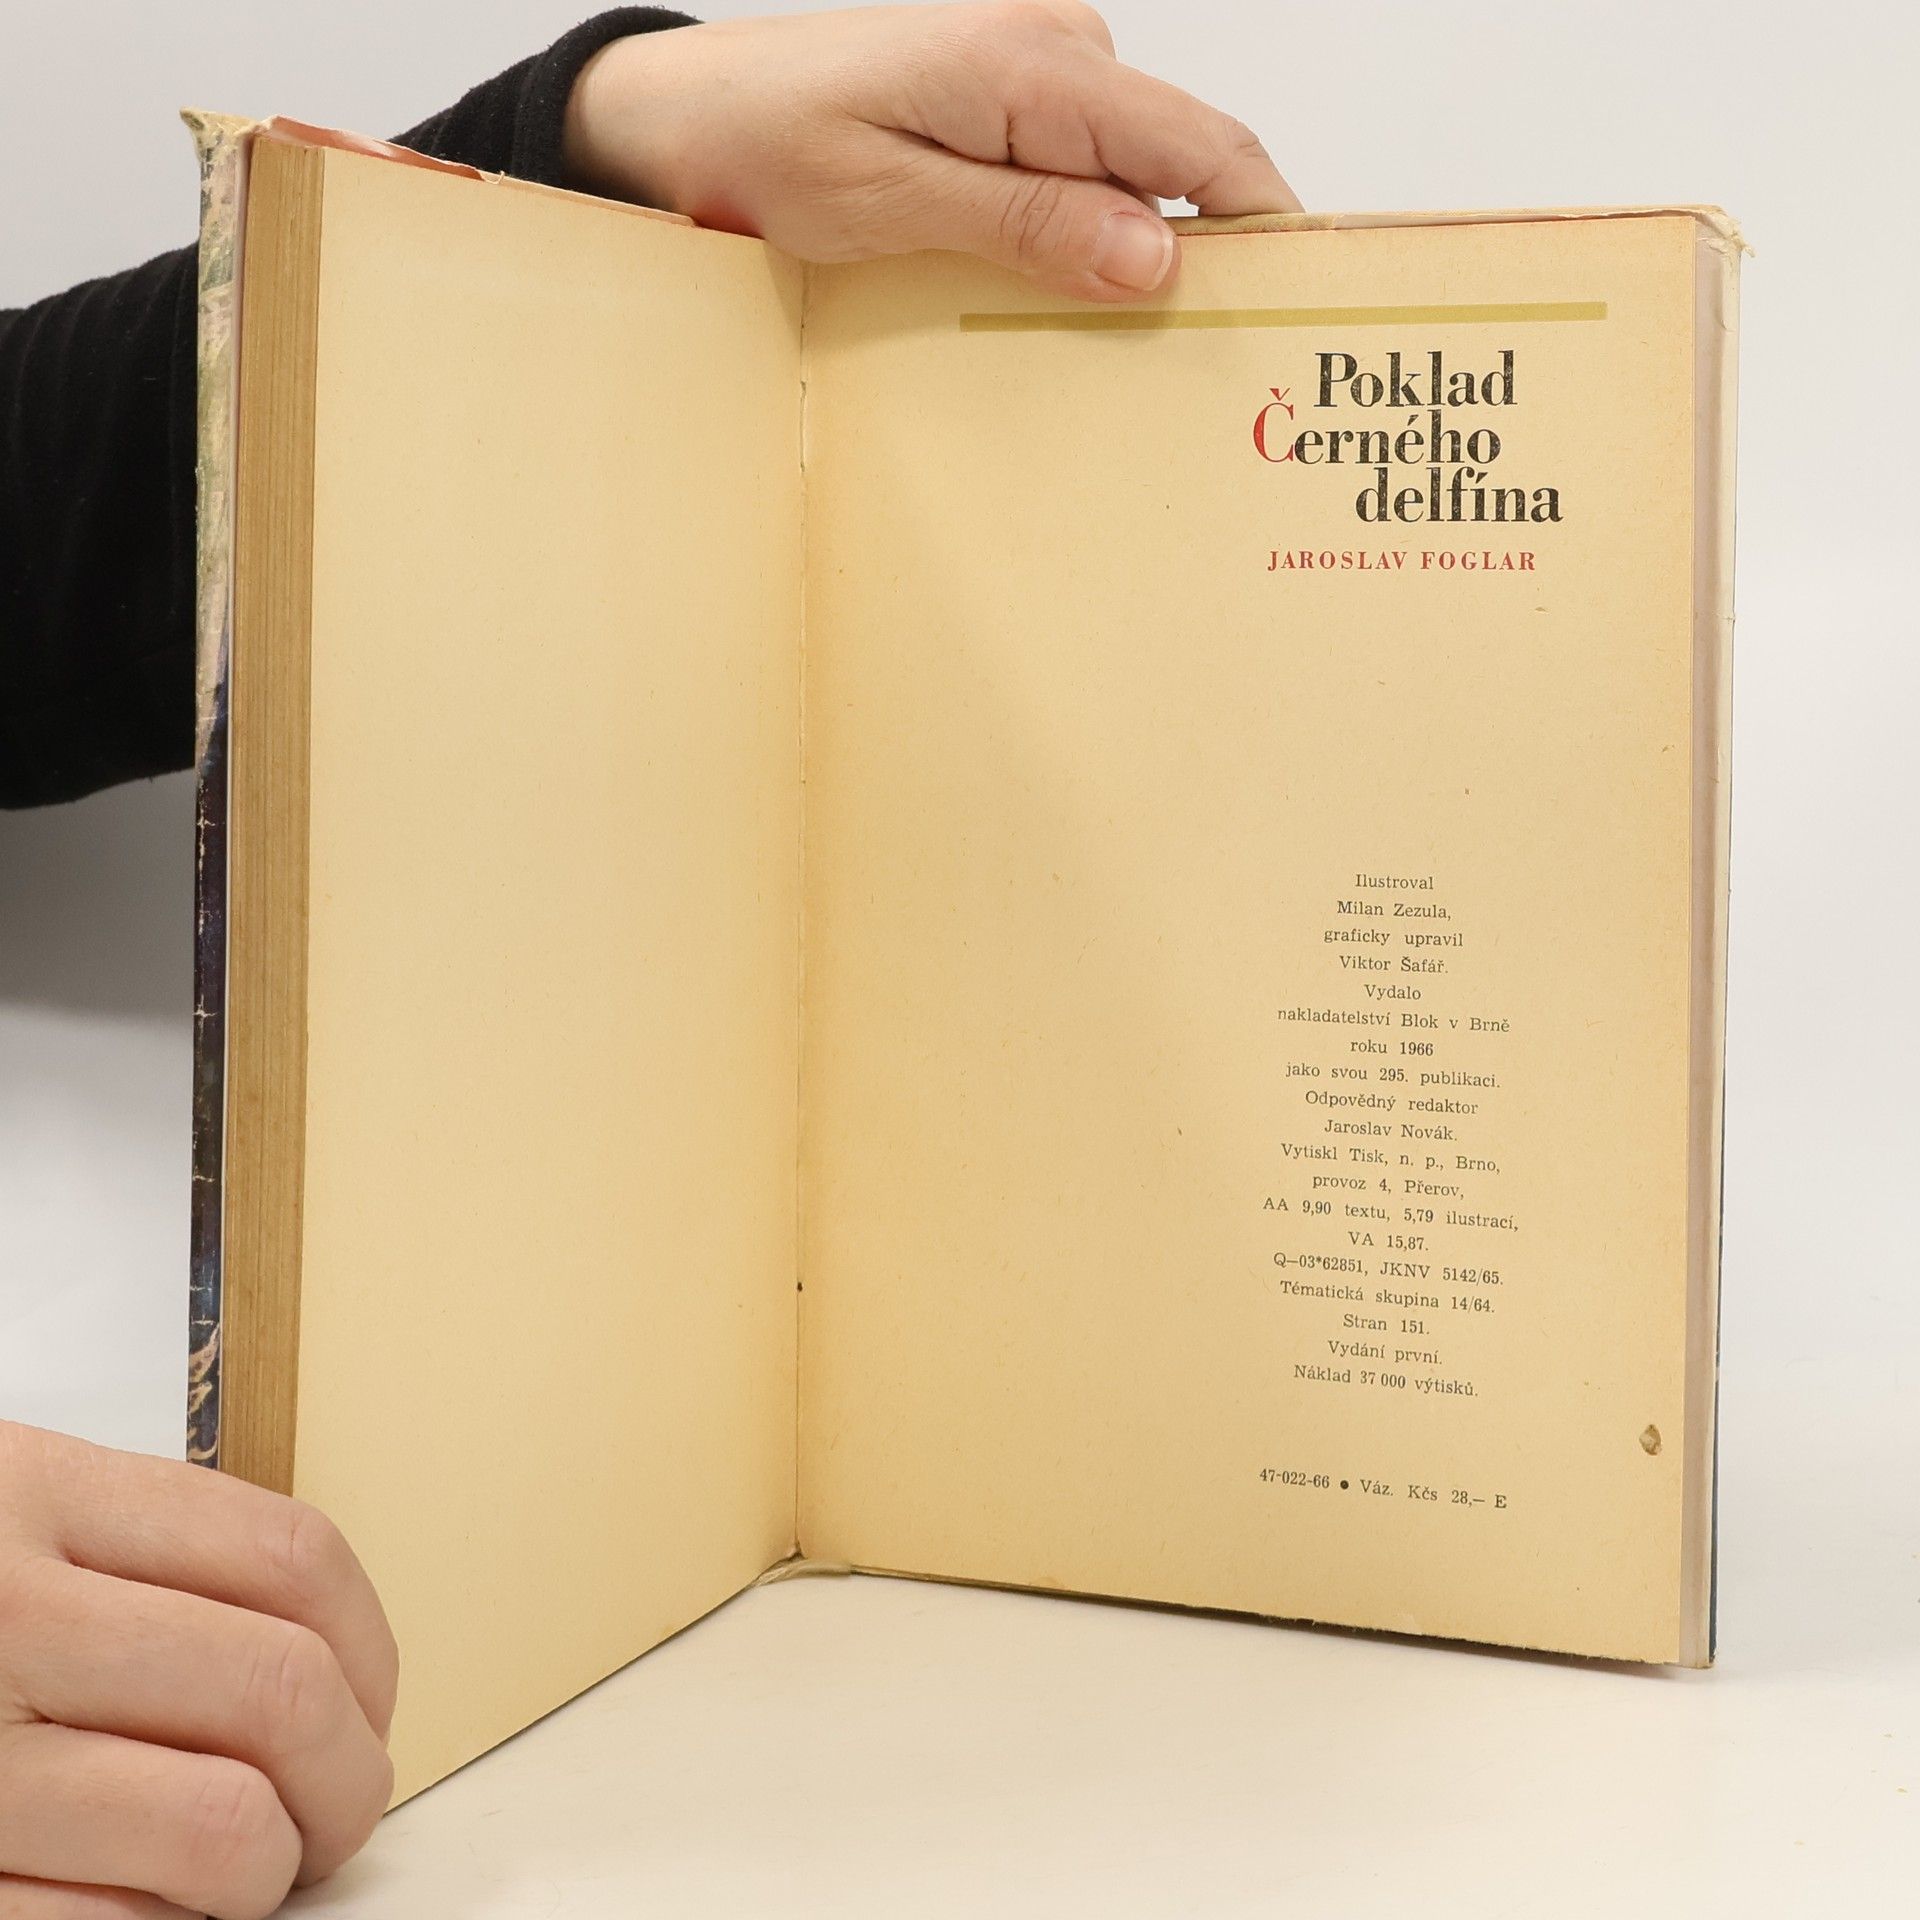 Poklad
Černého
delfína
JAROSLAV FOGLAR
Ilustroval
Milan Zezula,
graficky upravil
Viktor Šafář.
Vydalo
nakladatelství Blok v Brně
roku 1966
jako svou 295. publikaci.
Odpovědný redaktor
Jaroslav Novák.
Vytiskl Tisk, n. p., Brno,
provoz 4, Přerov,
AA 9,90 textu, 5,79 ilustrací,
VA 15,87.
Q—03*62851, JKNV 5142/65.
Tématická skupina 14/64.
Stran 151.
Vydání první.
Náklad 37 000 výtisků.
47-022-66 ● Váz. Kčs 28,— E